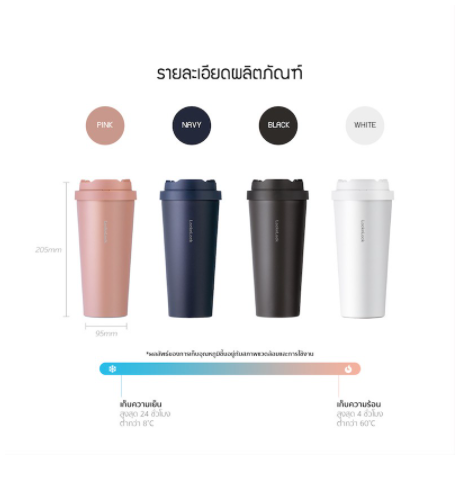 รายละเอียดผลิตภัณฑ์
PINK
NAVY
BLACK
WHITE
205mm
95mm
*ผลลัพธ์ของการเก็บอุณหภูมิขึ้นอยู่กับสภาพแวดล้อมและการใช้งาน
เก็บความเย็น
สูงสุด 24 ชั่วโมง
ต่ำกว่า 8°C
เก็บความร้อน
สูงสุด 4 ชั่วโมง
ต่ำกว่า 60°C